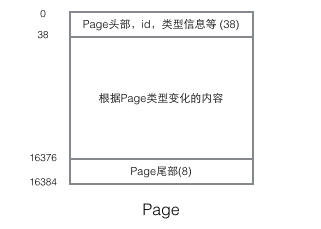 0
Page头部，id，类型信息等 (38)
38
根据Page类型变化的内容
16376
Page尾部(8)
16384
Page